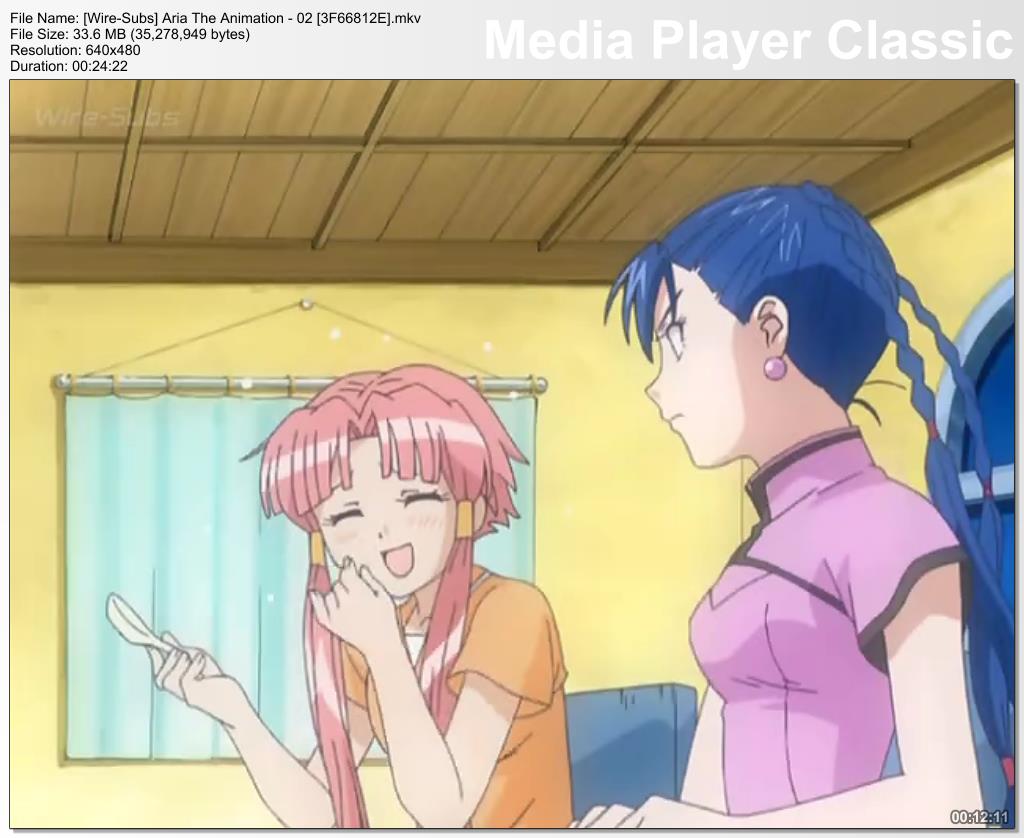 File Name: [Wire-Subs] Aria The Animation - 02 [3F66812E].mkv
File Size: 33.6 MB (35,278,949 bytes)
Resolution: 640x480
Duration: 00:24:22
Media Player Classic
Wire-Subs
00:12:11